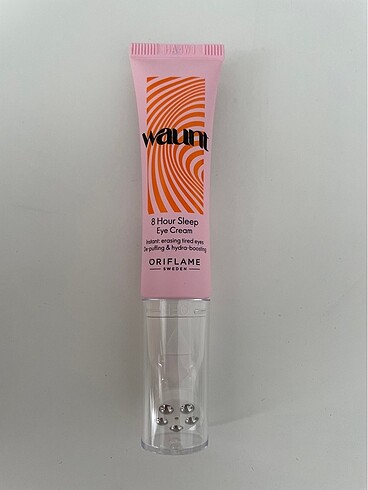 waunt
8 Hour Sleep
Eye Cream
Instant: erasing tired eyes
De-puffing & hydra-boosting
ORIFLAME
SWEDEN